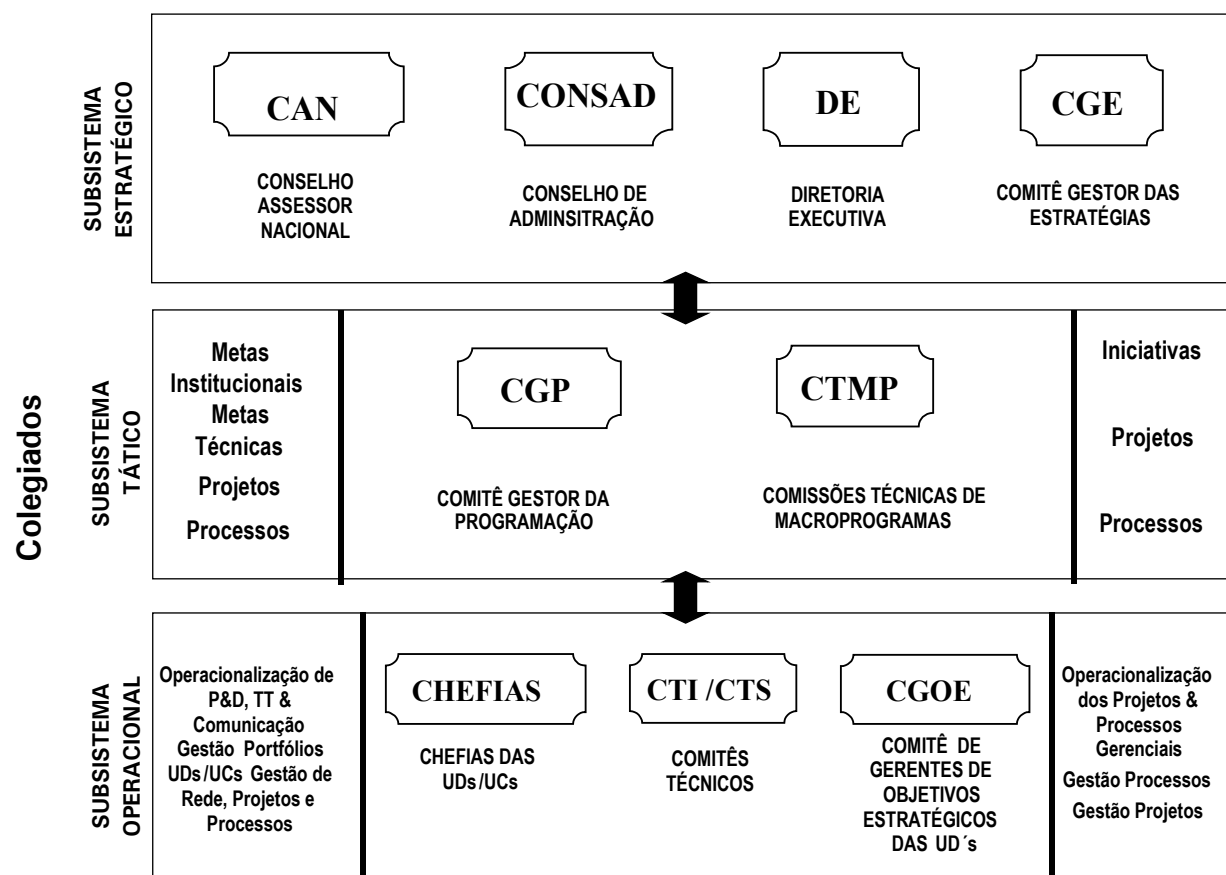 Colegiados
SUBSISTEMA
ESTRATÉGICO
CAN
CONSELHO
ASSESSOR
NACIONAL
CONSAD
CONSELHO DE
ADMINSITRAÇÃO
DE
DIRETORIA
EXECUTIVA
CGE
COMITÊ GESTOR DAS
ESTRATÉGIAS
SUBSISTEMA
TÁTICO
Metas
Institucionais
Metas
Técnicas
Projetos
Processos
CGP
COMITÊ GESTOR DA
PROGRAMAÇÃO
CTMP
COMISSÕES TÉCNICAS DE
MACROPROGRAMAS
Iniciativas
Projetos
Processos
SUBSISTEMA
OPERACIONAL
Operacionalização de
P&D, TT &
Comunicação
Gestão Portfólios
UDs/UCs Gestão de
Rede, Projetos e
Processos
CHEFIAS
CHEFIAS DAS
UDs/UCs
CTI /CTS
COMITÊS
TÉCNICOS
CGOE
COMITÊ DE
GERENTES DE
OBJETIVOS
ESTRATÉGICOS
DAS UD´s
Operacionalização
dos Projetos &
Processos
Gerenciais
Gestão Processos
Gestão Projetos